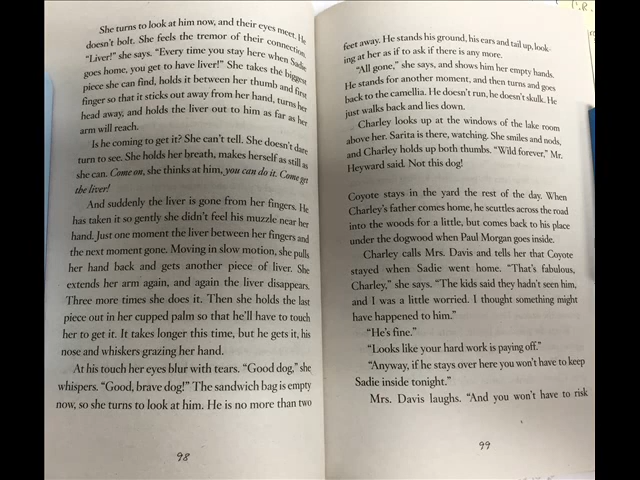 She turns to look at him now, and their eyes meet. He
doesn't bolt. She feels the tremor of their connection.
"Liver!" she says. "Every time you stay here when Sadie
goes home, you get to have liver!" She takes the biggest
piece she can find, holds it between her thumb and first
finger so that it sticks out away from her hand, turns her
head away, and holds the liver out to him as far as her
arm will reach.
Is he coming to get it? She can't tell. She doesn't dare
turn to see. She holds her breath, makes herself as still as
she can. Come on, she thinks at him, you can do it. Come get
the liver!
And suddenly the liver is gone from her fingers. He
has taken it so gently she didn't feel his muzzle near her
hand. Just one moment the liver between her fingers and
the next moment gone. Moving in slow motion, she pulls
her hand back and gets another piece of liver. She
extends her arm again, and again the liver disappears.
Three more times she does it. Then she holds the last
piece out in her cupped palm so that he'll have to touch
her to get it. It takes longer this time, but he gets it, his
nose and whiskers grazing her hand.
At his touch her eyes blur with tears. "Good dog," she
whispers. "Good, brave dog!" The sandwich bag is empty
now, so she turns to look at him. He is no more than two
98
feet away. He stands his ground, his ears and tail up, look-
ing at her as if to ask if there is any more.
"All gone," she says, and shows him her empty hands.
He stands for another moment, and then turns and goes
back to the camellia. He doesn't run, he doesn't skulk. He
just walks back and lies down.
Charley looks up at the windows of the lake room
above her. Sarita is there, watching. She smiles and nods,
and Charley holds up both thumbs. "Wild forever," Mr.
Heyward said. Not this dog!
Coyote stays in the yard the rest of the day. When
Charley's father comes home, he scuttles across the road
into the woods for a little, but comes back to his place
under the dogwood when Paul Morgan goes inside.
Charley calls Mrs. Davis and tells her that Coyote
stayed when Sadie went home. "That's fabulous,
Charley," she says. "The kids said they hadn't seen him,
and I was a little worried. I thought something might
have happened to him."
"He's fine."
"Looks like your hard work is paying off."
"Anyway, if he stays over here you won't have to keep
Sadie inside tonight."
Mrs. Davis laughs. "And you won't have to risk
99